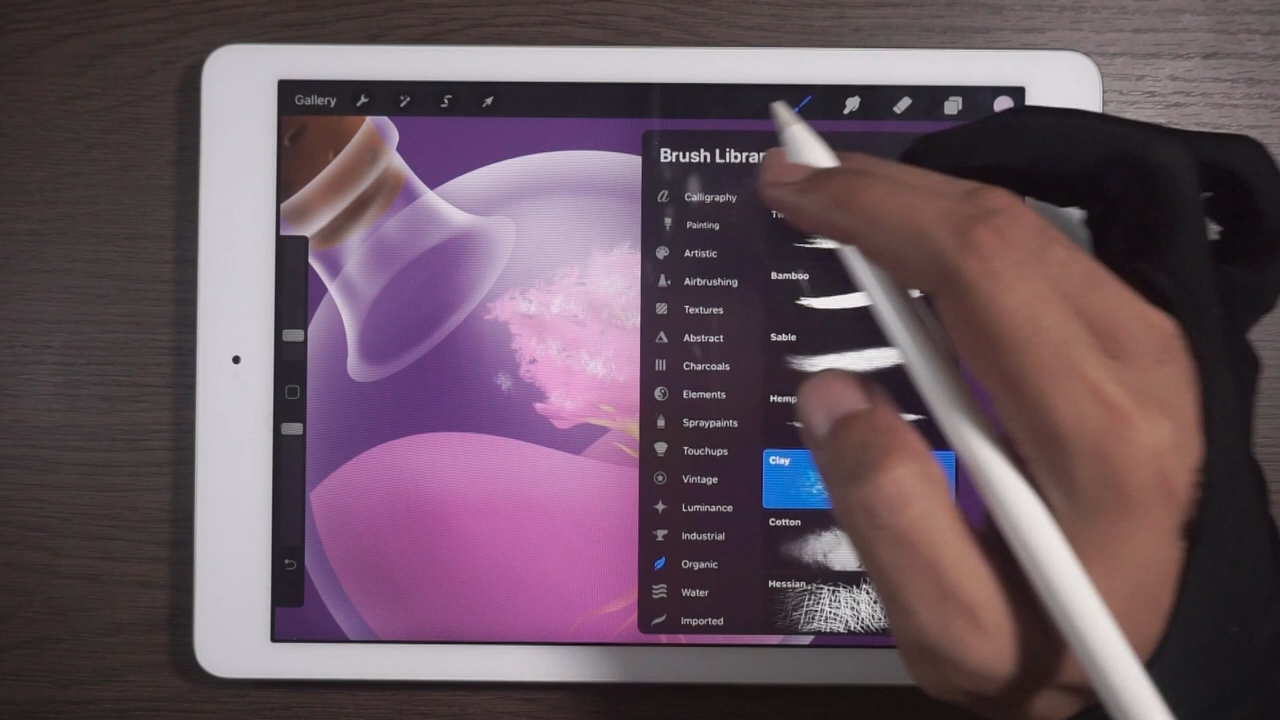 Gallery
Brush Librar
Calligraphy
Painting
Artistic
Airbrushing
Textures
Abstract
Charcoals
Elements
Spraypaints
Touchups
Vintage
Luminance
Industrial
Organic
Water
Imported
Bamboo
Sable
Hemp
Clay
Cotton
Hessian